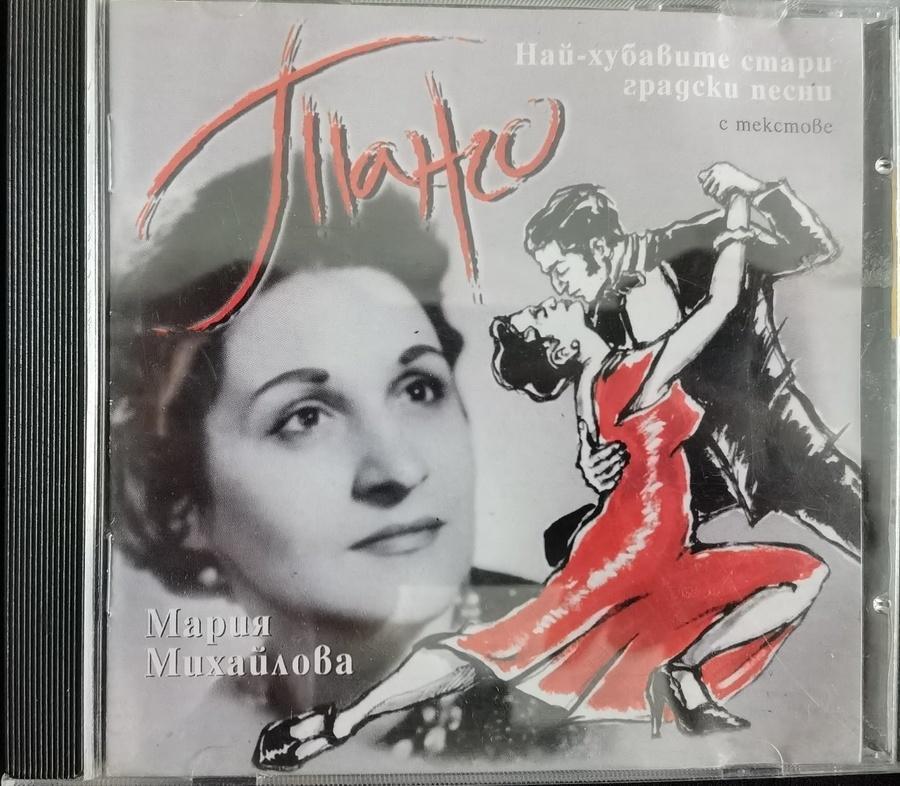 Най-хубавите стари
градски песни
с текстове
Танго
Мария
Михайлова